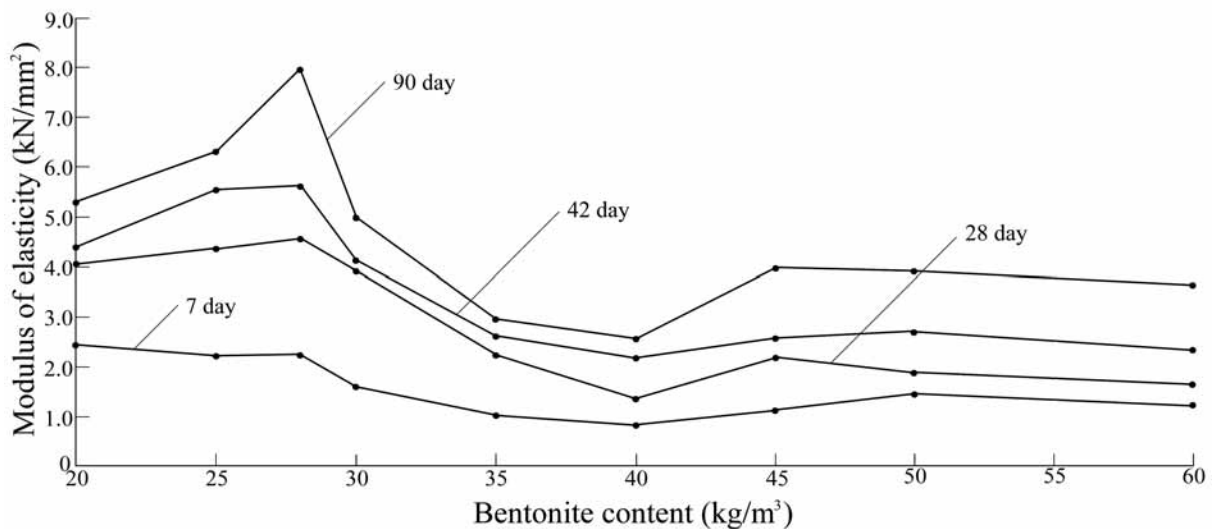 9.0
8.0
7.0
6.0
5.0
4.0
3.0
2.0
1.0
0
Modulus of elasticity (kN/mm²)
90 day
42 day
28 day
7 day
20 25 30 35 40 45 50 55 60
Bentonite content (kg/m³)